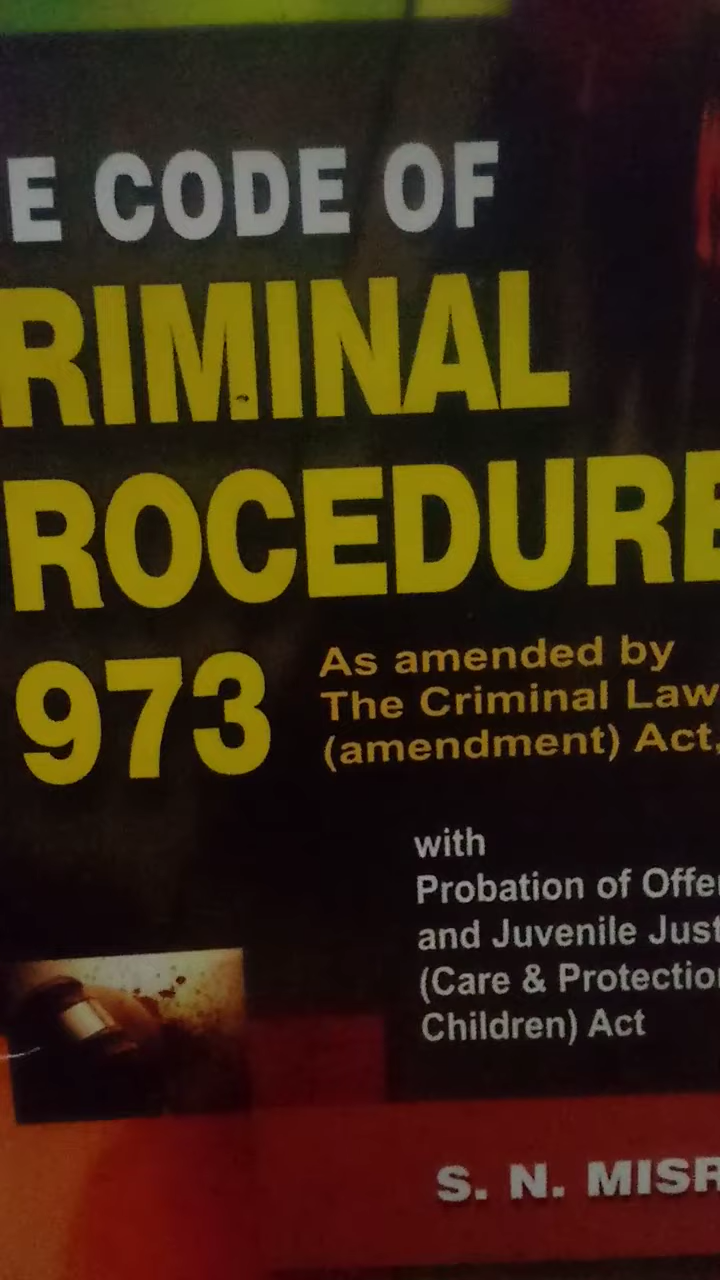 E CODE OF
RIMINAL
ROCEDURE
973
As amended by
The Criminal Law
(amendment) Act,
with
Probation of Offe
and Juvenile Just
(Care & Protectio
Children) Act
S. N. MISR